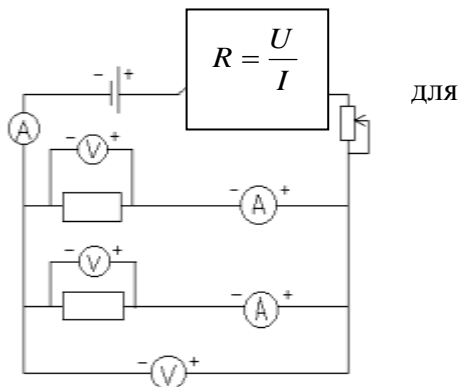 R = U / I
для
- +
A
- V +
- A +
- V +
- A +
- V +